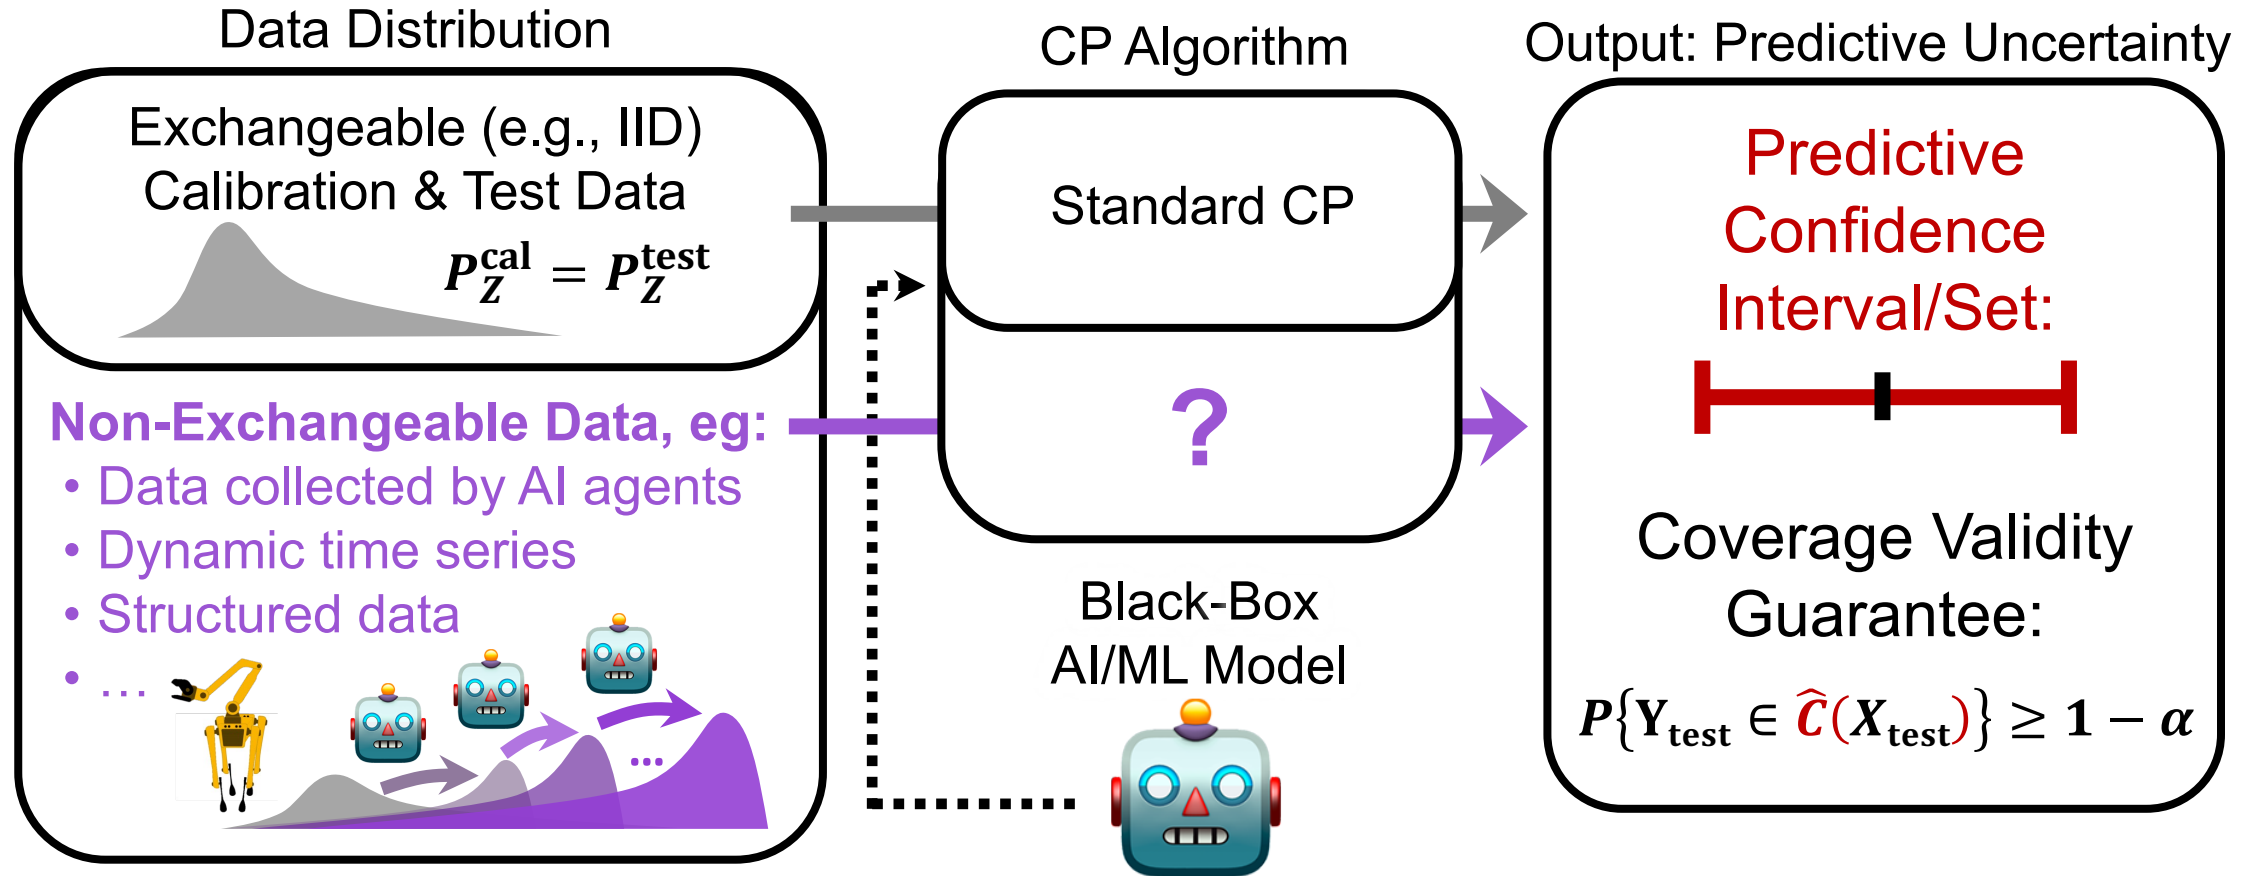 Data Distribution
Exchangeable (e.g., IID)
Calibration & Test Data
P_Z^cal = P_Z^test
Non-Exchangeable Data, eg:
• Data collected by AI agents
• Dynamic time series
• Structured data
• ...
...
CP Algorithm
Standard CP
?
Black-Box
AI/ML Model
Output: Predictive Uncertainty
Predictive
Confidence
Interval/Set:
Coverage Validity
Guarantee:
P{Y_test ∈ Ĉ(X_test)} ≥ 1 − α